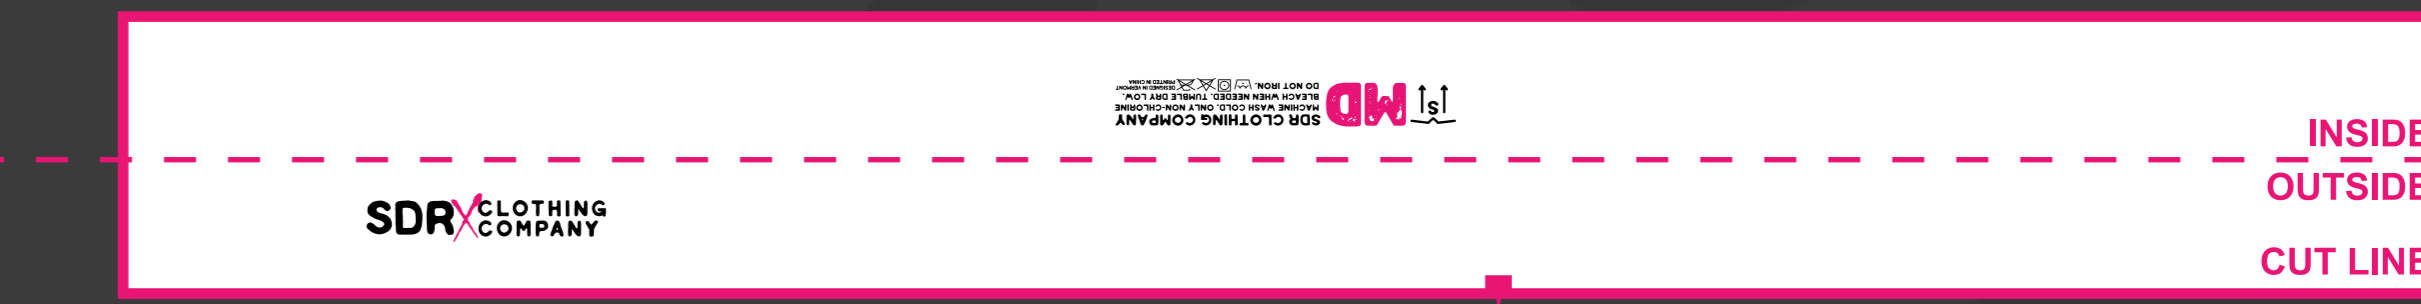 SDR CLOTHING COMPANY
MACHINE WASH COLD. ONLY NON-CHLORINE
BLEACH WHEN NEEDED. TUMBLE DRY LOW.
DO NOT IRON.
DESIGNED IN VERMONT
PRINTED IN CHINA
MD
S
INSIDE
OUTSIDE
SDR CLOTHING
COMPANY
CUT LINE